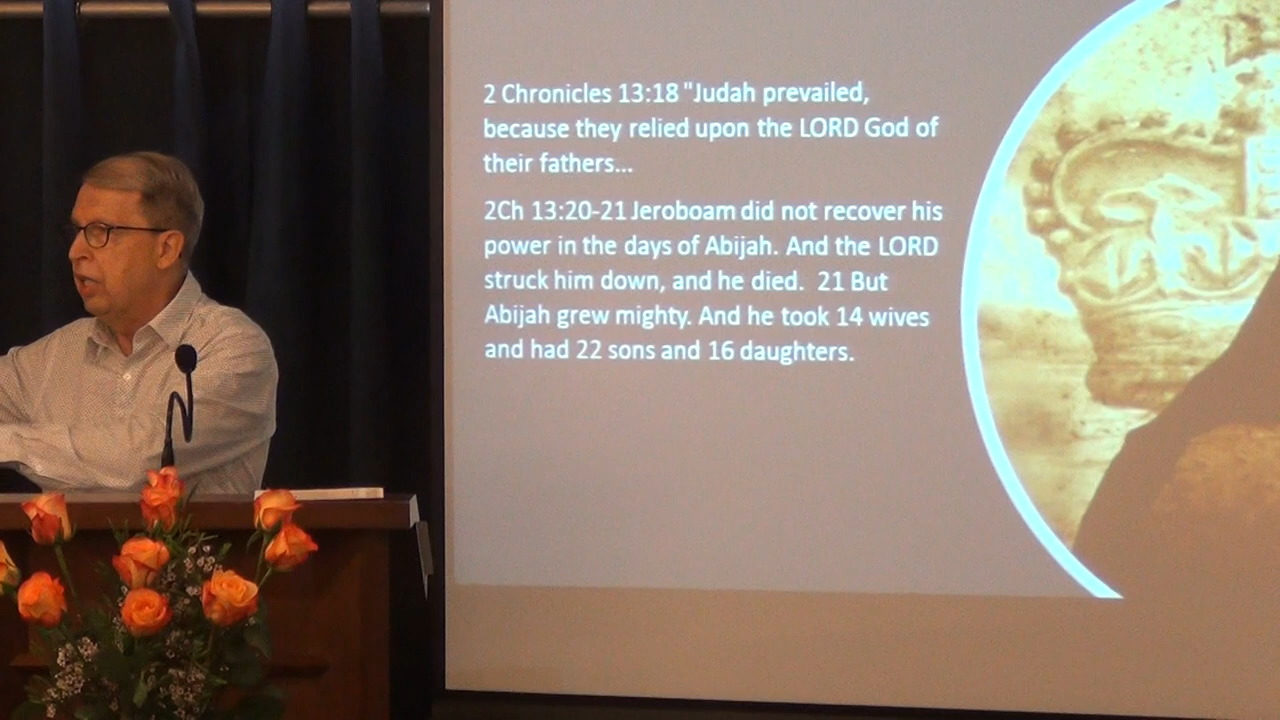 2 Chronicles 13:18 "Judah prevailed,
because they relied upon the LORD God of
their fathers...
2Ch 13:20-21 Jeroboam did not recover his
power in the days of Abijah. And the LORD
struck him down, and he died.  21 But
Abijah grew mighty. And he took 14 wives
and had 22 sons and 16 daughters.